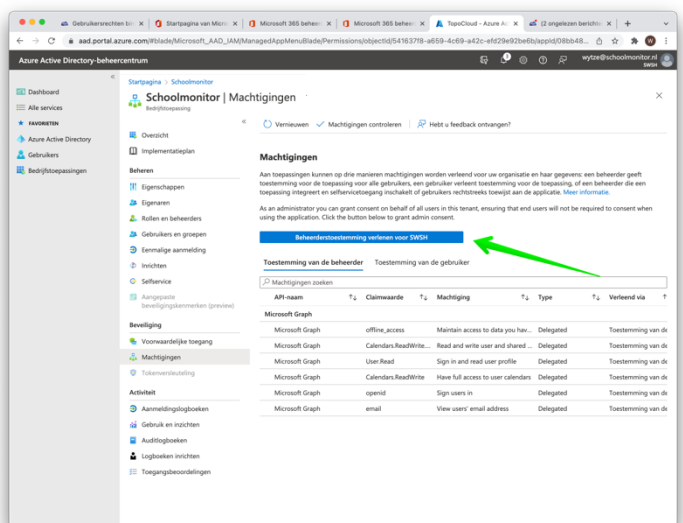 Gebruikersrechten bin
Startpagina van Micro
Microsoft 365 beheer
Microsoft 365 beheer
TopsCloud – Azure A
(2 ongelezen berichte
aad.portal.azure.com/#blade/Microsoft_AAD_IAM/ManagedAppMenuBlade/Permissions/objectId/54163718-a659-4c69-a42c-efd29e92be6b/appId/08bb48...
Azure Active Directory-beheercentrum
wytze@schoolmonitor.nl
SWSH
Dashboard
Alle services
FAVORIETEN
Azure Active Directory
Gebruikers
Bedrijfstoepassingen
Startpagina > Schoolmonitor
Schoolmonitor | Machtigingen
Bedrijfstoepassing
Overzicht
Implementatieplan
Beheren
Eigenschappen
Eigenaren
Rollen en beheerders
Gebruikers en groepen
Eenmalige aanmelding
Inrichten
Selfservice
Aangepaste
beveiligingskenmerken (preview)
Beveiliging
Voorwaardelijke toegang
Machtigingen
Tokenversleuteling
Activiteit
Aanmeldingslogboeken
Gebruik en inzichten
Auditlogboeken
Logboeken inrichten
Toegangsbeoordelingen
Vernieuwen
Machtigingen controleren
Hebt u feedback ontvangen?
Machtigingen
Aan toepassingen kunnen op drie manieren machtigingen worden verleend voor uw organisatie en haar gegevens: een beheerder geeft
toestemming voor de toepassing voor alle gebruikers, een gebruiker verleent toestemming voor de toepassing, of een beheerder die een
toepassing integreert en selfservicetoegang inschakelt of gebruikers rechtstreeks toewijst aan de applicatie. Meer informatie.
As an administrator you can grant consent on behalf of all users in this tenant, ensuring that end users will not be required to consent when
using the application. Click the button below to grant admin consent.
Beheerderstoestemming verlenen voor SWSH
Toestemming van de beheerder
Toestemming van de gebruiker
Machtigingen zoeken
API-naam Claimwaarde Machtiging Type Verleend via
Microsoft Graph
Microsoft Graph offline_access Maintain access to data you hav... Delegated Toestemming van de
Microsoft Graph Calendars.ReadWrite... Read and write user and shared ... Delegated Toestemming van de
Microsoft Graph User.Read Sign in and read user profile Delegated Toestemming van de
Microsoft Graph Calendars.ReadWrite Have full access to user calendars Delegated Toestemming van de
Microsoft Graph openid Sign users in Delegated Toestemming van de
Microsoft Graph email View users' email address Delegated Toestemming van de